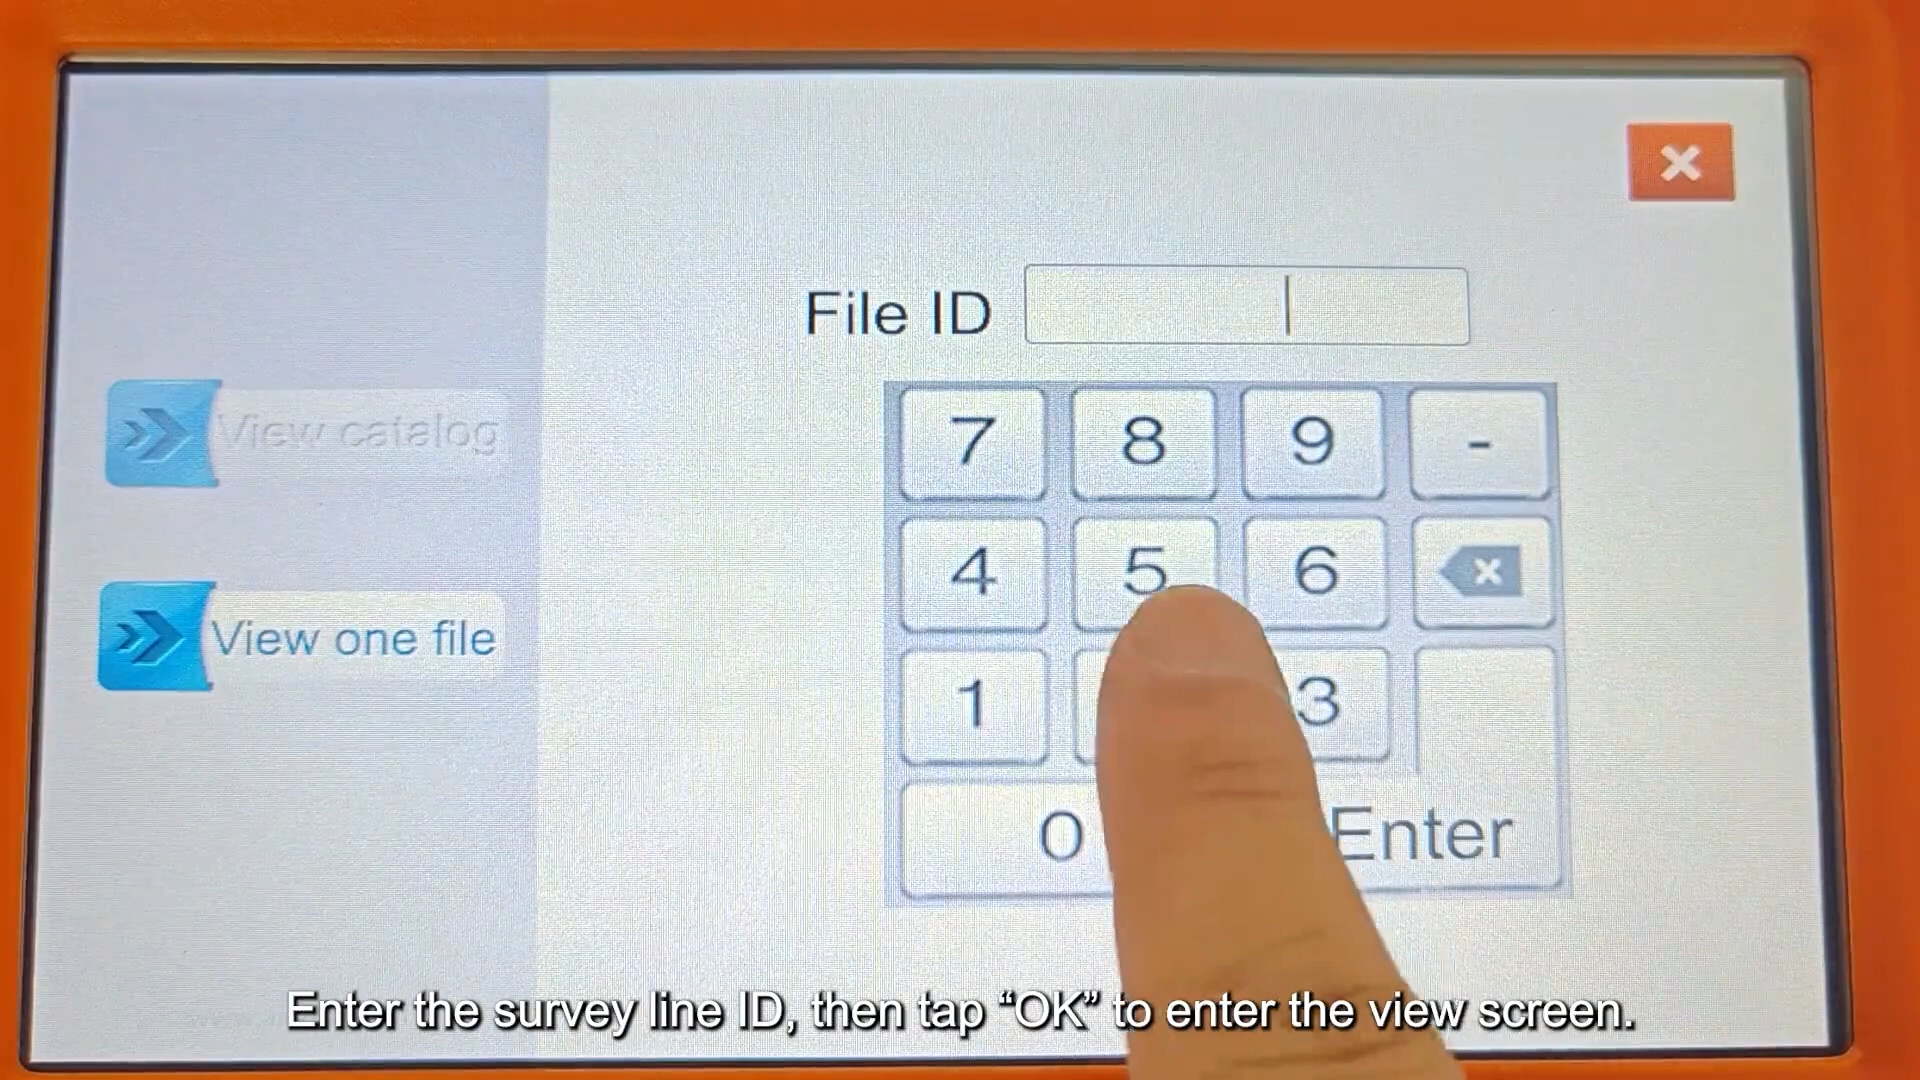 File ID
View catalog
View one file
7 8 9 -
4 5 6
1 3
0 Enter
Enter the survey line ID, then tap “OK” to enter the view screen.